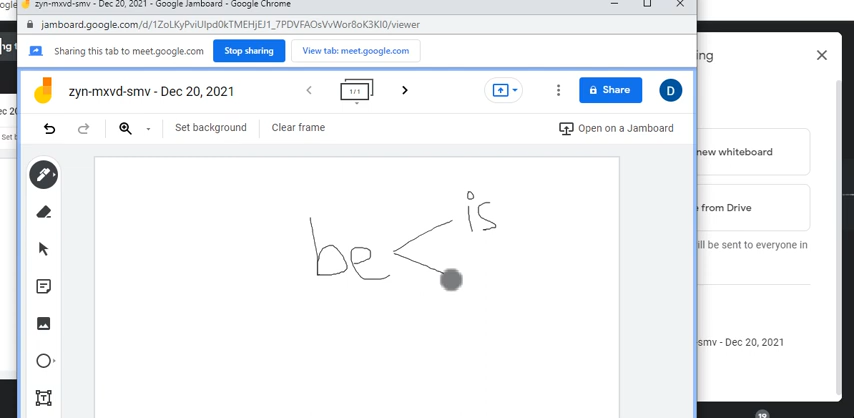 zyn-mxvd-smv - Dec 20, 2021 - Google Jamboard - Google Chrome
jamboard.google.com/d/1ZoLKyPviUIpd0kTMEHjEJ1_7PDVFAOsVvWor8oK3KI0/viewer
Sharing this tab to meet.google.com Stop sharing View tab: meet.google.com
zyn-mxvd-smv - Dec 20, 2021 1/1 Share D
Set background Clear frame Open on a Jamboard
new whiteboard
from Drive
ill be sent to everyone in
smv - Dec 20, 2021
is
be